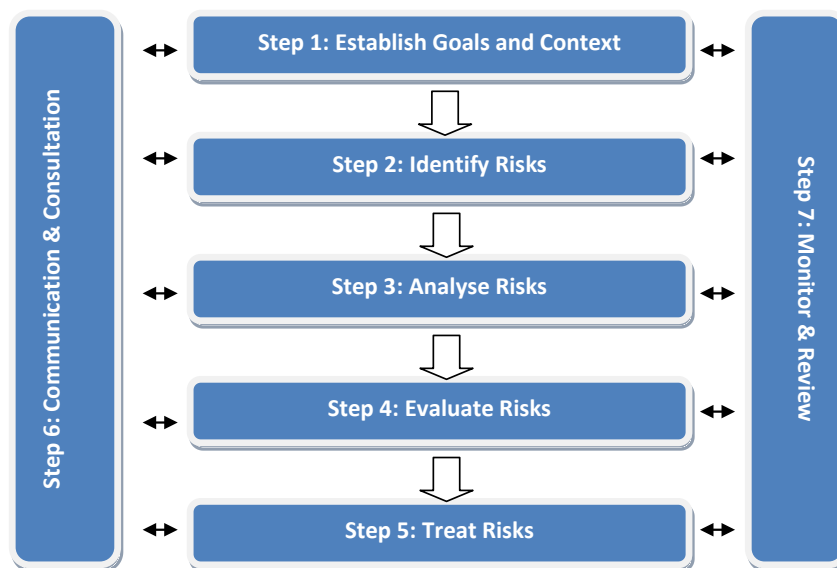 Step 1: Establish Goals and Context
Step 2: Identify Risks
Step 3: Analyse Risks
Step 4: Evaluate Risks
Step 5: Treat Risks
Step 6: Communication & Consultation
Step 7: Monitor & Review